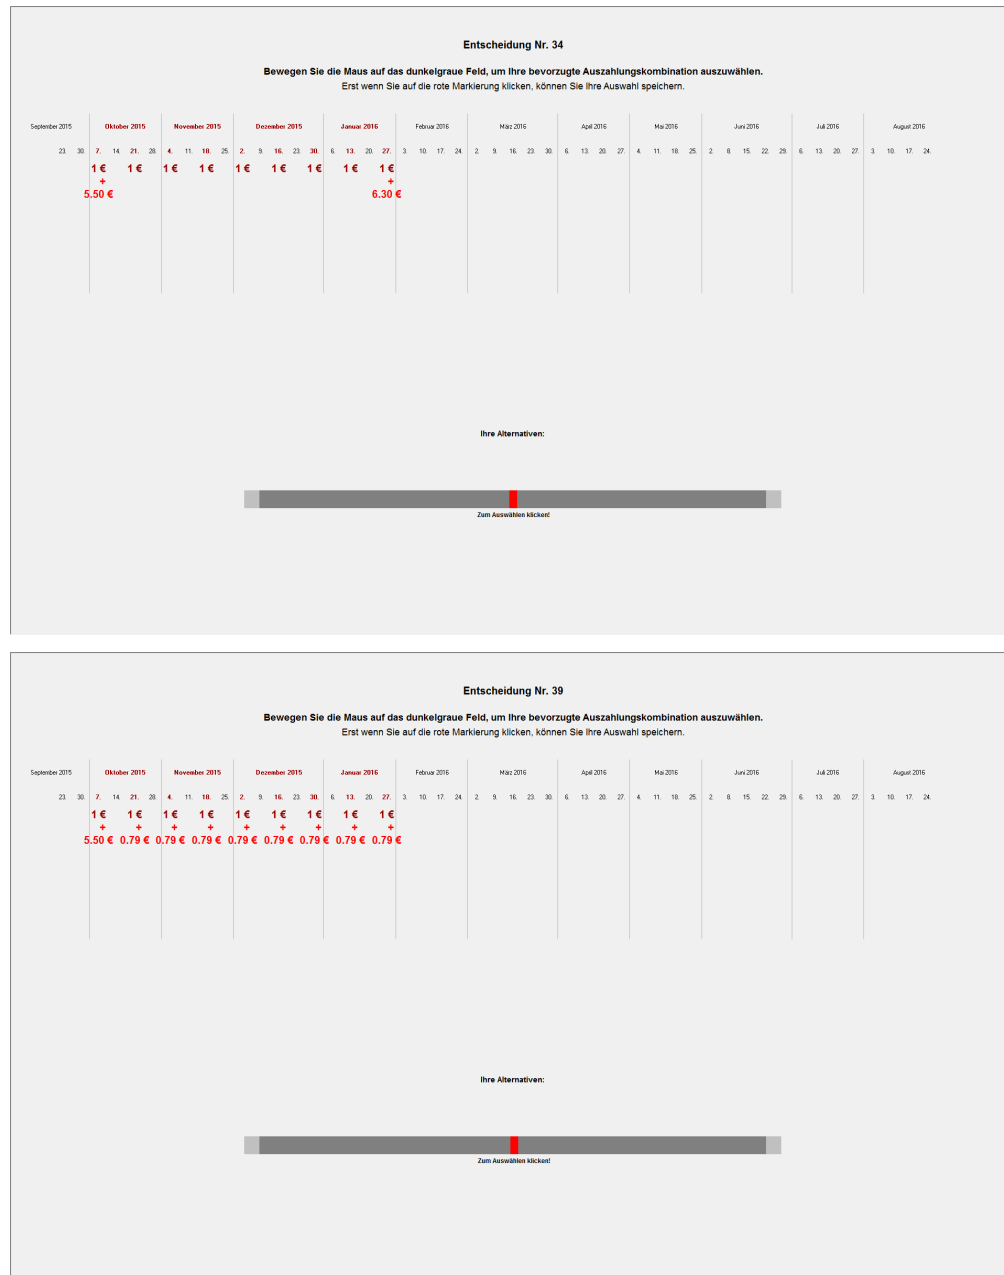 Entscheidung Nr. 34
Bewegen Sie die Maus auf das dunkelgraue Feld, um Ihre bevorzugte Auszahlungskombination auszuwählen.
Erst wenn Sie auf die rote Markierung klicken, können Sie Ihre Auswahl speichern.
September 2015 Oktober 2015 November 2015 Dezember 2015 Januar 2016 Februar 2016 März 2016 April 2016 Mai 2016 Juni 2016 Juli 2016 August 2016
23. 30. 7. 14. 21. 28. 4. 11. 18. 25. 2. 9. 16. 23. 30. 6. 13. 20. 27. 3. 10. 17. 24. 2. 9. 16. 23. 30. 6. 13. 20. 27. 4. 11. 18. 25. 2. 8. 15. 22. 29. 6. 13. 20. 27. 3. 10. 17. 24.
1 € 1 € 1 € 1 € 1 € 1 € 1 € 1 € 1 €
+ +
5.50 € 6.30 €
Ihre Alternativen:
Zum Auswählen klicken!
Entscheidung Nr. 39
Bewegen Sie die Maus auf das dunkelgraue Feld, um Ihre bevorzugte Auszahlungskombination auszuwählen.
Erst wenn Sie auf die rote Markierung klicken, können Sie Ihre Auswahl speichern.
September 2015 Oktober 2015 November 2015 Dezember 2015 Januar 2016 Februar 2016 März 2016 April 2016 Mai 2016 Juni 2016 Juli 2016 August 2016
23. 30. 7. 14. 21. 28. 4. 11. 18. 25. 2. 9. 16. 23. 30. 6. 13. 20. 27. 3. 10. 17. 24. 2. 9. 16. 23. 30. 6. 13. 20. 27. 4. 11. 18. 25. 2. 8. 15. 22. 29. 6. 13. 20. 27. 3. 10. 17. 24.
1 € 1 € 1 € 1 € 1 € 1 € 1 € 1 € 1 €
+ + + + + + + + +
5.50 € 0.79 € 0.79 € 0.79 € 0.79 € 0.79 € 0.79 € 0.79 € 0.79 €
Ihre Alternativen:
Zum Auswählen klicken!